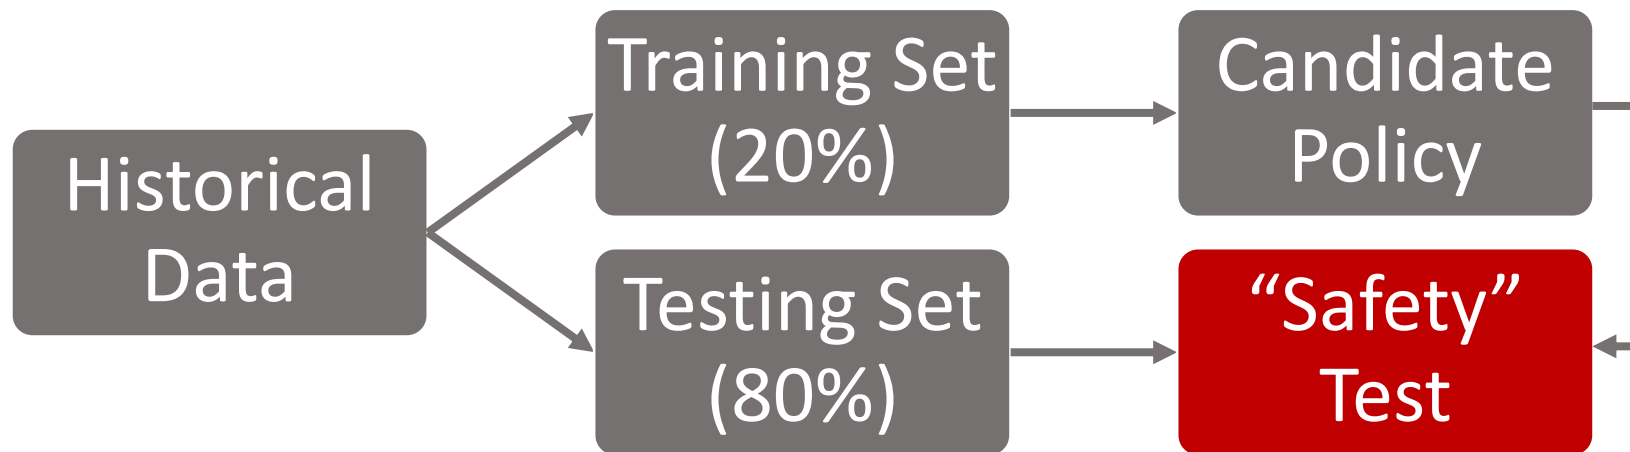 Historical
Data
Training Set
(20%)
Candidate
Policy
Testing Set
(80%)
“Safety”
Test